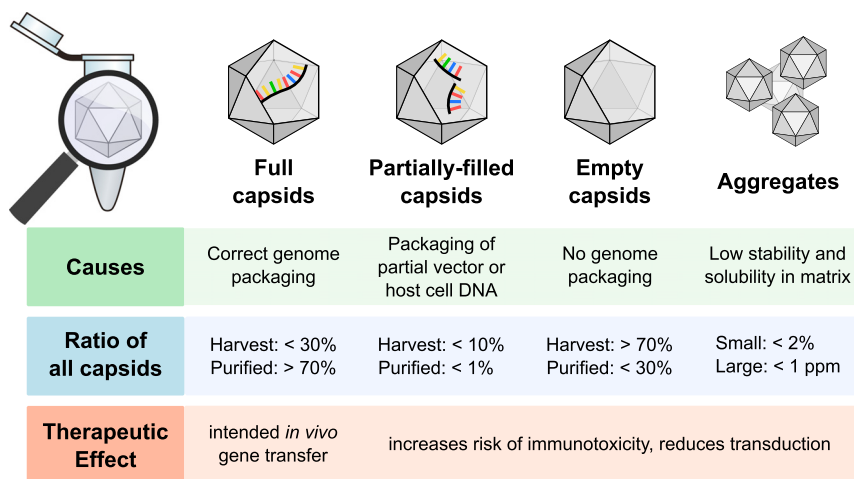 Full
capsids
Partially-filled
capsids
Empty
capsids
Aggregates
Causes
Correct genome
packaging
Packaging of
partial vector or
host cell DNA
No genome
packaging
Low stability and
solubility in matrix
Ratio of
all capsids
Harvest: < 30%
Purified: > 70%
Harvest: < 10%
Purified: < 1%
Harvest: > 70%
Purified: < 30%
Small: < 2%
Large: < 1 ppm
Therapeutic
Effect
intended in vivo
gene transfer
increases risk of immunotoxicity, reduces transduction